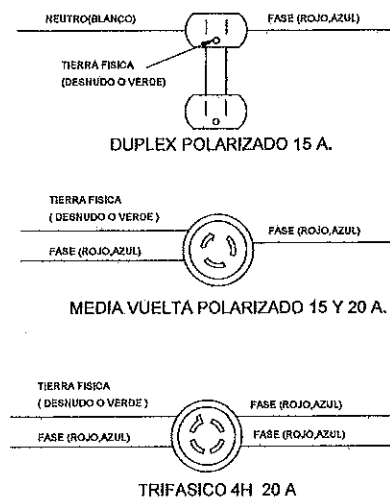 NEUTRO(BLANCO)
FASE (ROJO,AZUL)
TIERRA FISICA
(DESNUDO O VERDE)
DUPLEX POLARIZADO 15 A.
TIERRA FISICA
( DESNUDO O VERDE )
FASE (ROJO,AZUL)
FASE (ROJO,AZUL)
MEDIA VUELTA POLARIZADO 15 Y 20 A.
TIERRA FISICA
( DESNUDO O VERDE )
FASE (ROJO,AZUL)
FASE (ROJO,AZUL)
FASE (ROJO,AZUL)
TRIFASICO 4H 20 A